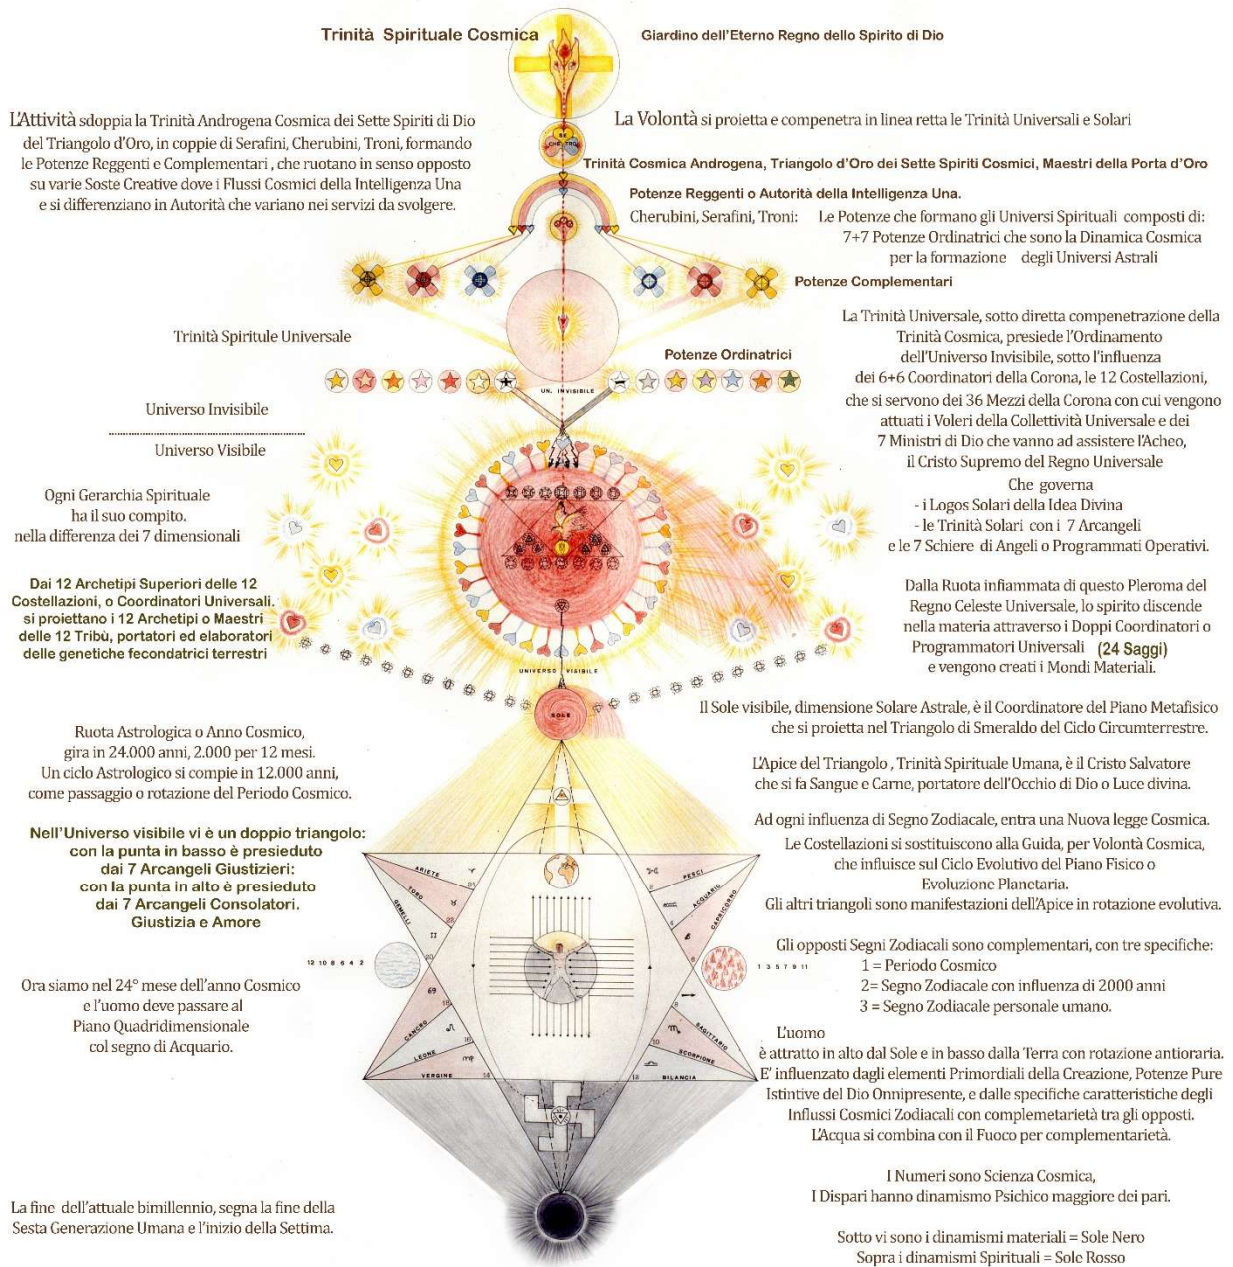 Trinità Spirituale Cosmica
Giardino dell'Eterno Regno dello Spirito di Dio
L'Attività sdoppia la Trinità Androgena Cosmica dei Sette Spiriti di Dio
del Triangolo d'Oro, in coppie di Serafini, Cherubini, Troni, formando
le Potenze Reggenti e Complementari , che ruotano in senso opposto
su varie Soste Creative dove i Flussi Cosmici della Intelligenza Una
e si differenziano in Autorità che variano nei servizi da svolgere.
La Volontà si proietta e compenetra in linea retta le Trinità Universali e Solari
SE
CHE TRO
Trinità Cosmica Androgena, Triangolo d'Oro dei Sette Spiriti Cosmici, Maestri della Porta d'Oro
Potenze Reggenti o Autorità della Intelligenza Una.
Cherubini, Serafini, Troni: Le Potenze che formano gli Universi Spirituali composti di:
7+7 Potenze Ordinatrici che sono la Dinamica Cosmica
per la formazione degli Universi Astrali
Potenze Complementari
Trinità Spiritule Universale
La Trinità Universale, sotto diretta compenetrazione della
Trinità Cosmica, presiede l'Ordinamento
dell'Universo Invisibile, sotto l'influenza
dei 6+6 Coordinatori della Corona, le 12 Costellazioni,
che si servono dei 36 Mezzi della Corona con cui vengono
attuati i Voleri della Collettività Universale e dei
7 Ministri di Dio che vanno ad assistere l'Acheo,
il Cristo Supremo del Regno Universale
Che governa
- i Logos Solari della Idea Divina
- le Trinità Solari con i 7 Arcangeli
e le 7 Schiere di Angeli o Programmati Operativi.
Potenze Ordinatrici
UN. INVISIBILE
Universo Invisibile
Universo Visibile
Ogni Gerarchia Spirituale
ha il suo compito.
nella differenza dei 7 dimensionali
Dai 12 Archetipi Superiori delle 12
Costellazioni, o Coordinatori Universali.
si proiettano i 12 Archetipi o Maestri
delle 12 Tribù, portatori ed elaboratori
delle genetiche fecondatrici terrestri
Dalla Ruota infiammata di questo Pleroma del
Regno Celeste Universale, lo spirito discende
nella materia attraverso i Doppi Coordinatori o
Programmatori Universali (24 Saggi)
e vengono creati i Mondi Materiali.
UNIVERSO VISIBILE
SOLE
Il Sole visibile, dimensione Solare Astrale, è il Coordinatore del Piano Metafisico
che si proietta nel Triangolo di Smeraldo del Ciclo Circumterrestre.
Ruota Astrologica o Anno Cosmico,
gira in 24.000 anni, 2.000 per 12 mesi.
Un ciclo Astrologico si compie in 12.000 anni,
come passaggio o rotazione del Periodo Cosmico.
L'Apice del Triangolo , Trinità Spirituale Umana, è il Cristo Salvatore
che si fa Sangue e Carne, portatore dell'Occhio di Dio o Luce divina.
Nell'Universo visibile vi è un doppio triangolo:
con la punta in basso è presieduto
dai 7 Arcangeli Giustizieri:
con la punta in alto è presieduto
dai 7 Arcangeli Consolatori.
Giustizia e Amore
Ad ogni influenza di Segno Zodiacale, entra una Nuova legge Cosmica.
Le Costellazioni si sostituiscono alla Guida, per Volontà Cosmica,
che influisce sul Ciclo Evolutivo del Piano Fisico o
Evoluzione Planetaria.
Gli altri triangoli sono manifestazioni dell'Apice in rotazione evolutiva.
ARIETE
TORO
GEMELLI
PESCI
ACQUARIO
CAPRICORNO
22
20
12 10 8 6 4 2
1 3 5 7 9 11
Gli opposti Segni Zodiacali sono complementari, con tre specifiche:
1 = Periodo Cosmico
2= Segno Zodiacale con influenza di 2000 anni
3 = Segno Zodiacale personale umano.
Ora siamo nel 24° mese dell'anno Cosmico
e l'uomo deve passare al
Piano Quadridimensionale
col segno di Acquario.
18
CANCRO
LEONE
VERGINE
16
14
SAGITTARIO
SCORPIONE
BILANCIA
10
12
L'uomo
è attratto in alto dal Sole e in basso dalla Terra con rotazione antioraria.
E' influenzato dagli elementi Primordiali della Creazione, Potenze Pure
Istintive del Dio Onnipresente, e dalle specifiche caratteristiche degli
Influssi Cosmici Zodiacali con complemetarietà tra gli opposti.
L'Acqua si combina con il Fuoco per complementarietà.
I Numeri sono Scienza Cosmica,
I Dispari hanno dinamismo Psichico maggiore dei pari.
La fine dell'attuale bimillennio, segna la fine della
Sesta Generazione Umana e l'inizio della Settima.
Sotto vi sono i dinamismi materiali = Sole Nero
Sopra i dinamismi Spirituali = Sole Rosso